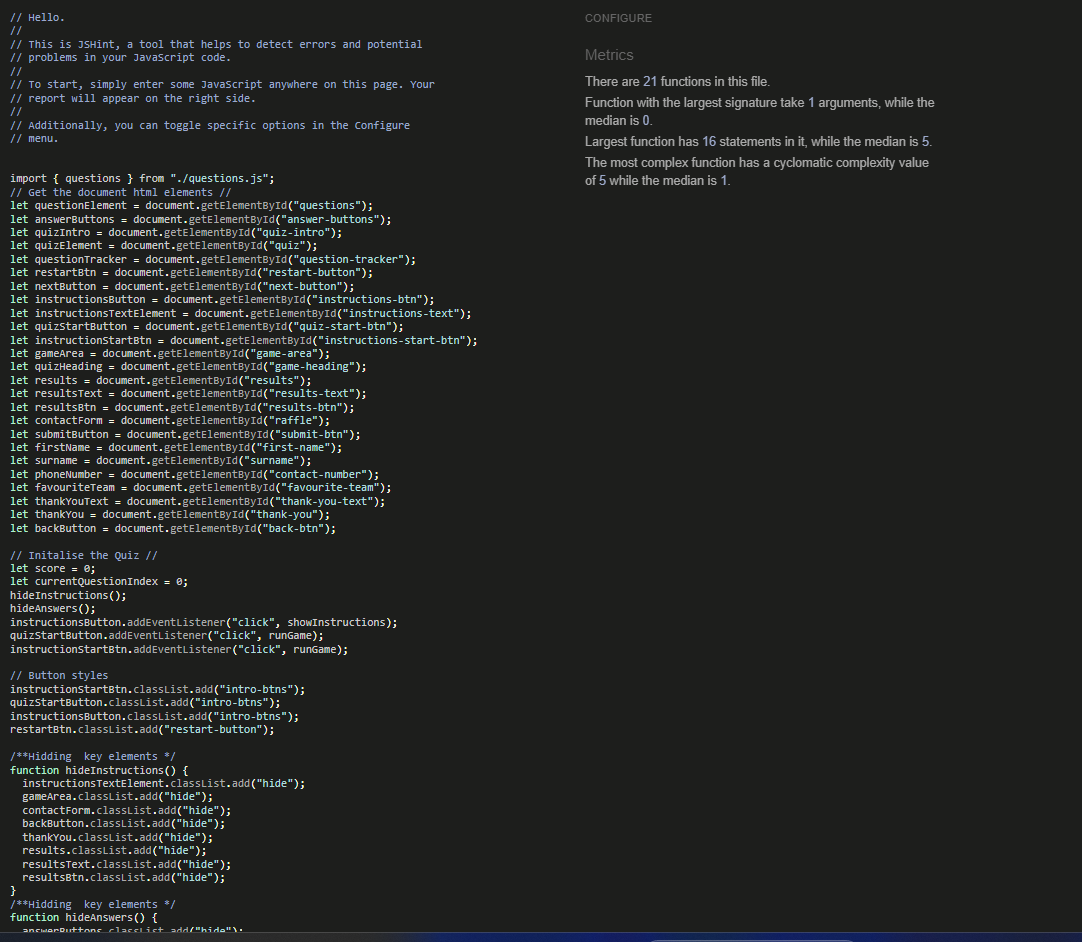 // Hello.
//
// This is JSHint, a tool that helps to detect errors and potential
// problems in your JavaScript code.
//
// To start, simply enter some JavaScript anywhere on this page. Your
// report will appear on the right side.
//
// Additionally, you can toggle specific options in the Configure
// menu.
import { questions } from "./questions.js";
// Get the document html elements //
let questionElement = document.getElementById("questions");
let answerButtons = document.getElementById("answer-buttons");
let quizIntro = document.getElementById("quiz-intro");
let quizElement = document.getElementById("quiz");
let questionTracker = document.getElementById("question-tracker");
let restartBtn = document.getElementById("restart-button");
let nextButton = document.getElementById("next-button");
let instructionsButton = document.getElementById("instructions-btn");
let instructionsTextElement = document.getElementById("instructions-text");
let quizStartButton = document.getElementById("quiz-start-btn");
let instructionStartBtn = document.getElementById("instructions-start-btn");
let gameArea = document.getElementById("game-area");
let quizHeading = document.getElementById("game-heading");
let results = document.getElementById("results");
let resultsText = document.getElementById("results-text");
let resultsBtn = document.getElementById("results-btn");
let contactForm = document.getElementById("raffle");
let submitButton = document.getElementById("submit-btn");
let firstName = document.getElementById("first-name");
let surname = document.getElementById("surname");
let phoneNumber = document.getElementById("contact-number");
let favouriteTeam = document.getElementById("favourite-team");
let thankYouText = document.getElementById("thank-you-text");
let thankYou = document.getElementById("thank-you");
let backButton = document.getElementById("back-btn");
// Initalise the Quiz //
let score = 0;
let currentQuestionIndex = 0;
hideInstructions();
hideAnswers();
instructionsButton.addEventListener("click", showInstructions);
quizStartButton.addEventListener("click", runGame);
instructionStartBtn.addEventListener("click", runGame);
// Button styles
instructionStartBtn.classList.add("intro-btns");
quizStartButton.classList.add("intro-btns");
instructionsButton.classList.add("intro-btns");
restartBtn.classList.add("restart-button");
/**Hidding  key elements */
function hideInstructions() {
  instructionsTextElement.classList.add("hide");
  gameArea.classList.add("hide");
  contactForm.classList.add("hide");
  backButton.classList.add("hide");
  thankYou.classList.add("hide");
  results.classList.add("hide");
  resultsText.classList.add("hide");
  resultsBtn.classList.add("hide");
}
/**Hidding  key elements */
function hideAnswers() {
  answerButtons.classList.add("hide");
CONFIGURE
Metrics
There are 21 functions in this file.
Function with the largest signature take 1 arguments, while the
median is 0.
Largest function has 16 statements in it, while the median is 5.
The most complex function has a cyclomatic complexity value
of 5 while the median is 1.